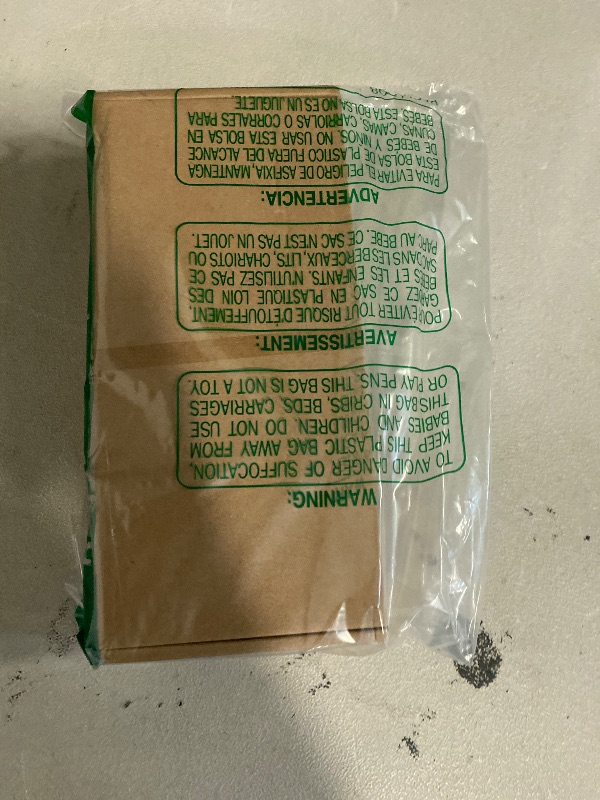 WARNING:
TO AVOID DANGER OF SUFFOCATION,
KEEP THIS PLASTIC BAG AWAY FROM
BABIES AND CHILDREN. DO NOT USE
THIS BAG IN CRIBS, BEDS, CARRIAGES
OR PLAY PENS. THIS BAG IS NOT A TOY.
AVERTISSEMENT:
POUR ÉVITER TOUT RISQUE D'ÉTOUFFEMENT,
GARDEZ CE SAC EN PLASTIQUE LOIN DES
BÉBÉS ET LES ENFANTS. N'UTILISEZ PAS CE
SAC DANS LES BERCEAUX, LITS, CHARIOTS OU
PARC AU BÉBÉ. CE SAC N'EST PAS UN JOUET.
ADVERTENCIA:
PARA EVITAR EL PELIGRO DE ASFIXIA, MANTENGA
ESTA BOLSA DE PLASTICO FUERA DEL ALCANCE
DE BEBES Y NINOS. NO USAR ESTA BOLSA EN
CUNAS, CAMAS, CARRIOLAS O CORRALES PARA
BEBES. ESTA BOLSA NO ES UN JUGUETE.